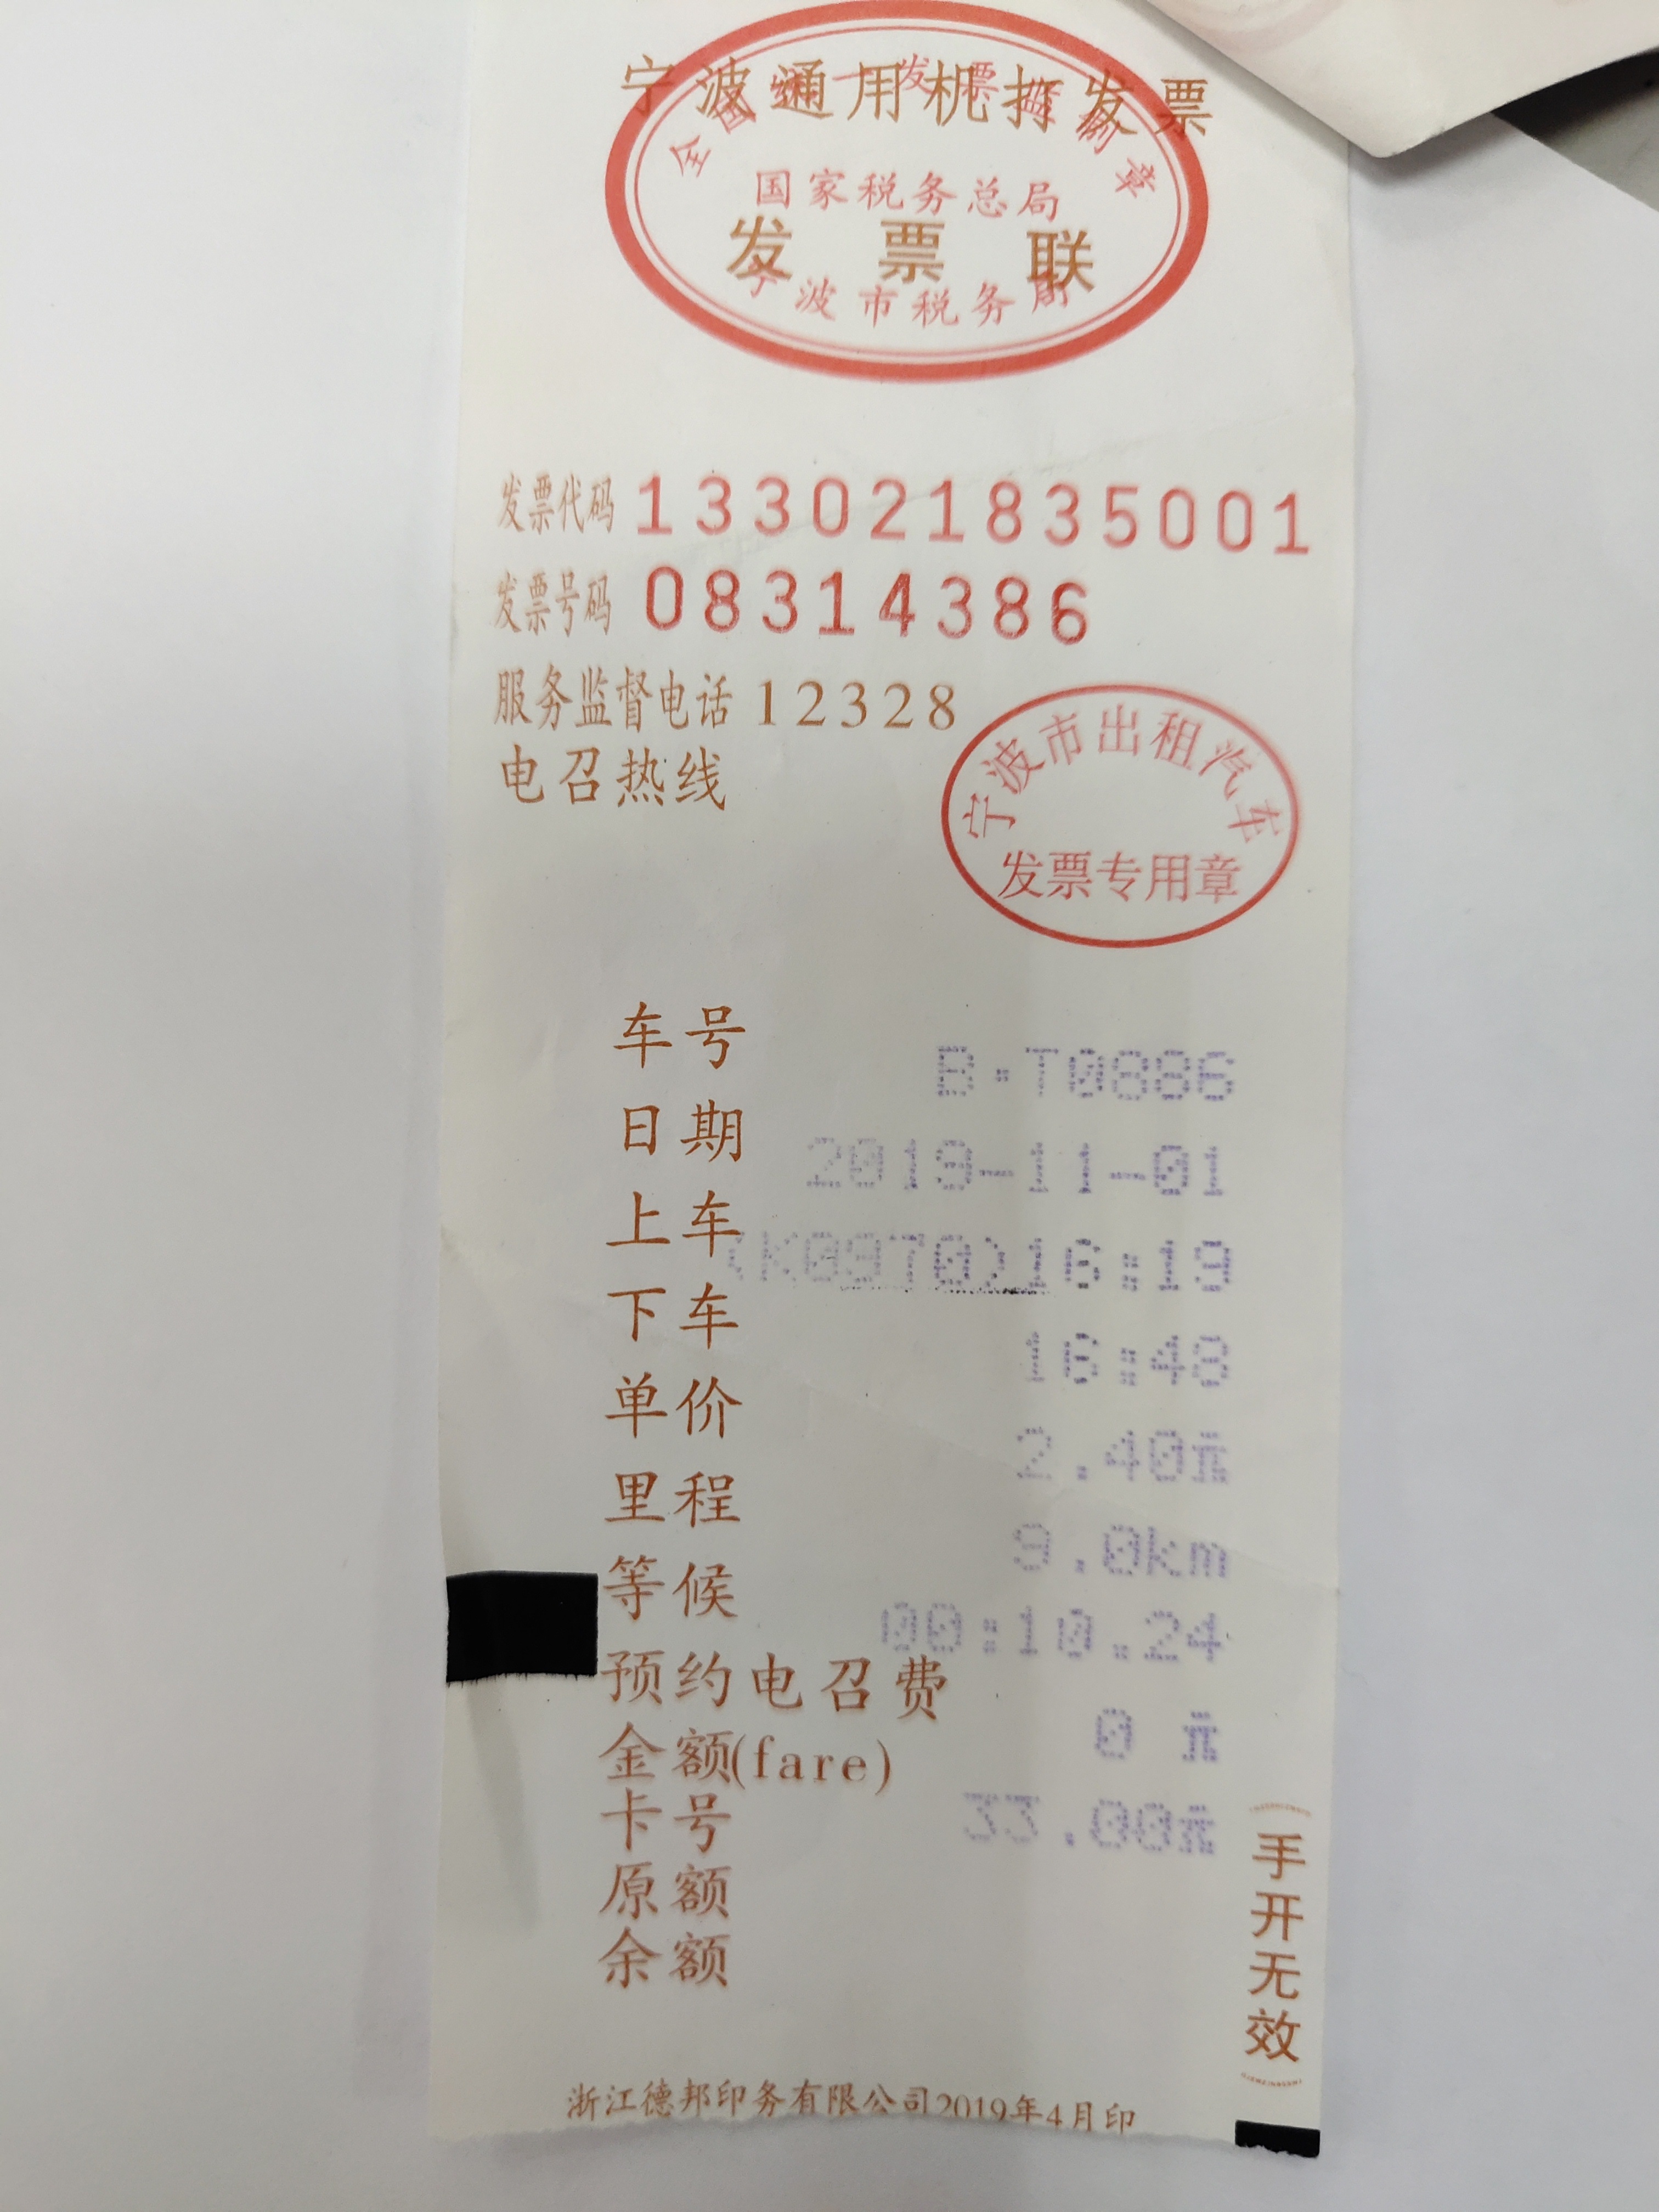 宁波通用机打发票
全国统一发票监制章
国家税务总局
发票联
宁波市税务局
发票代码 133021835001
发票号码 08314386
服务监督电话 12328
电召热线
宁波市出租汽车
发票专用章
车号 B·T0886
日期 2019-11-01
上车 (K0970)16:19
下车 16:48
单价 2.40元
里程 9.0km
等候 00:10.24
预约电召费 0 元
金额(fare) 33.00元
卡号
原额
余额
(手开无效)
浙江德邦印务有限公司2019年4月印